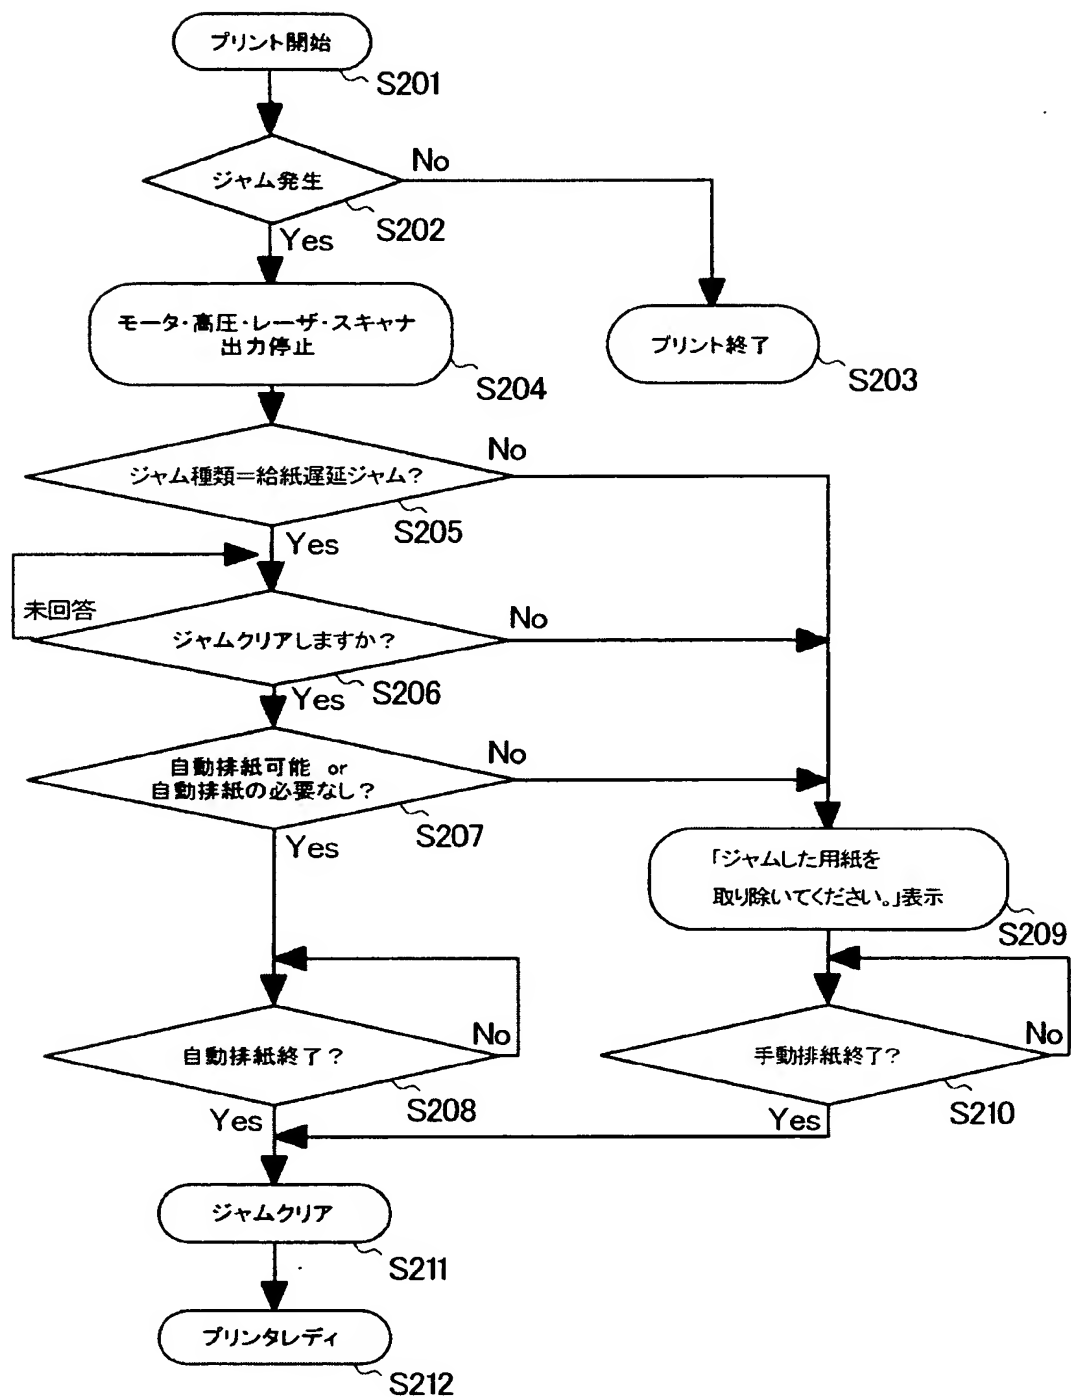 プリント開始
S201
ジャム発生
No
S202
Yes
モータ・高圧・レーザ・スキャナ
出力停止
S204
プリント終了
S203
ジャム種類=給紙遅延ジャム?
No
S205
Yes
未回答
ジャムクリアしますか?
No
S206
Yes
自動排紙可能 or
自動排紙の必要なし?
No
S207
Yes
「ジャムした用紙を
取り除いてください。」表示
S209
自動排紙終了?
No
S208
Yes
手動排紙終了?
No
S210
Yes
ジャムクリア
S211
プリンタレディ
S212